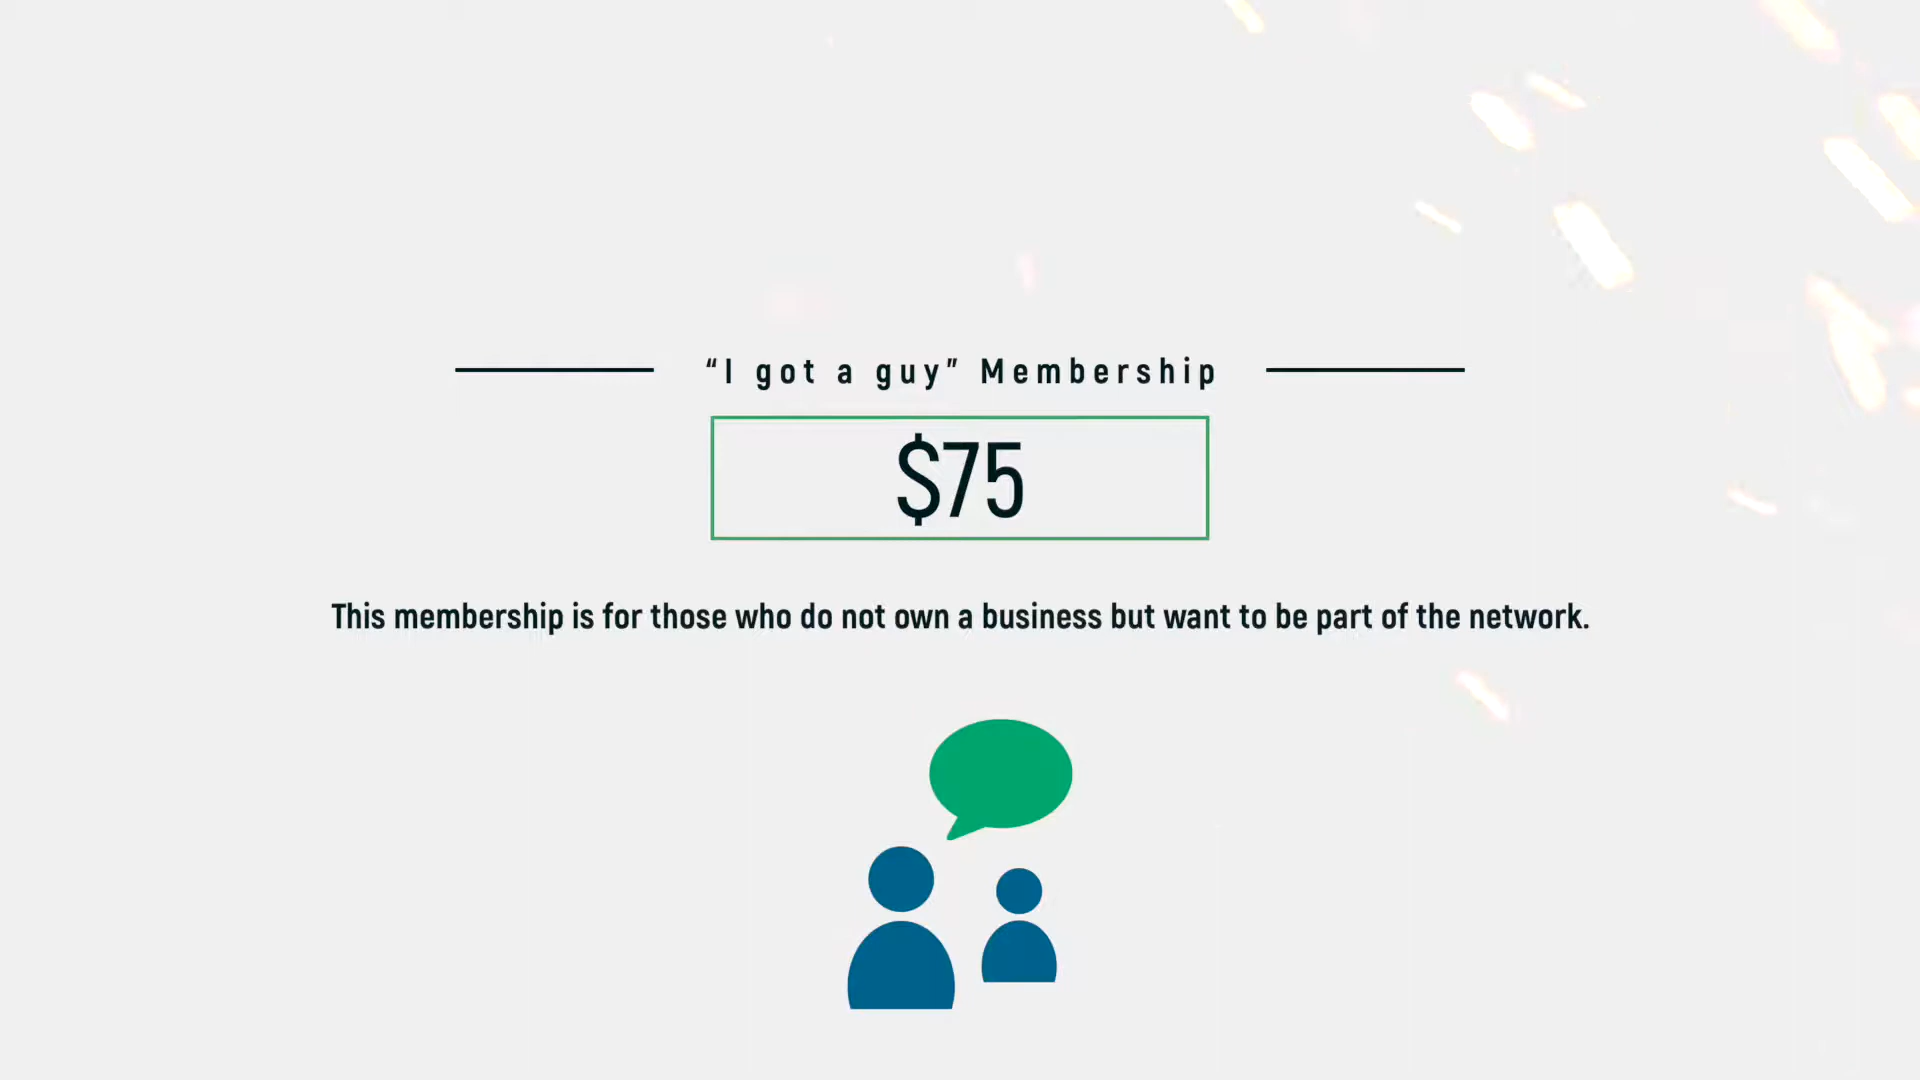 “I got a guy” Membership
$75
This membership is for those who do not own a business but want to be part of the network.